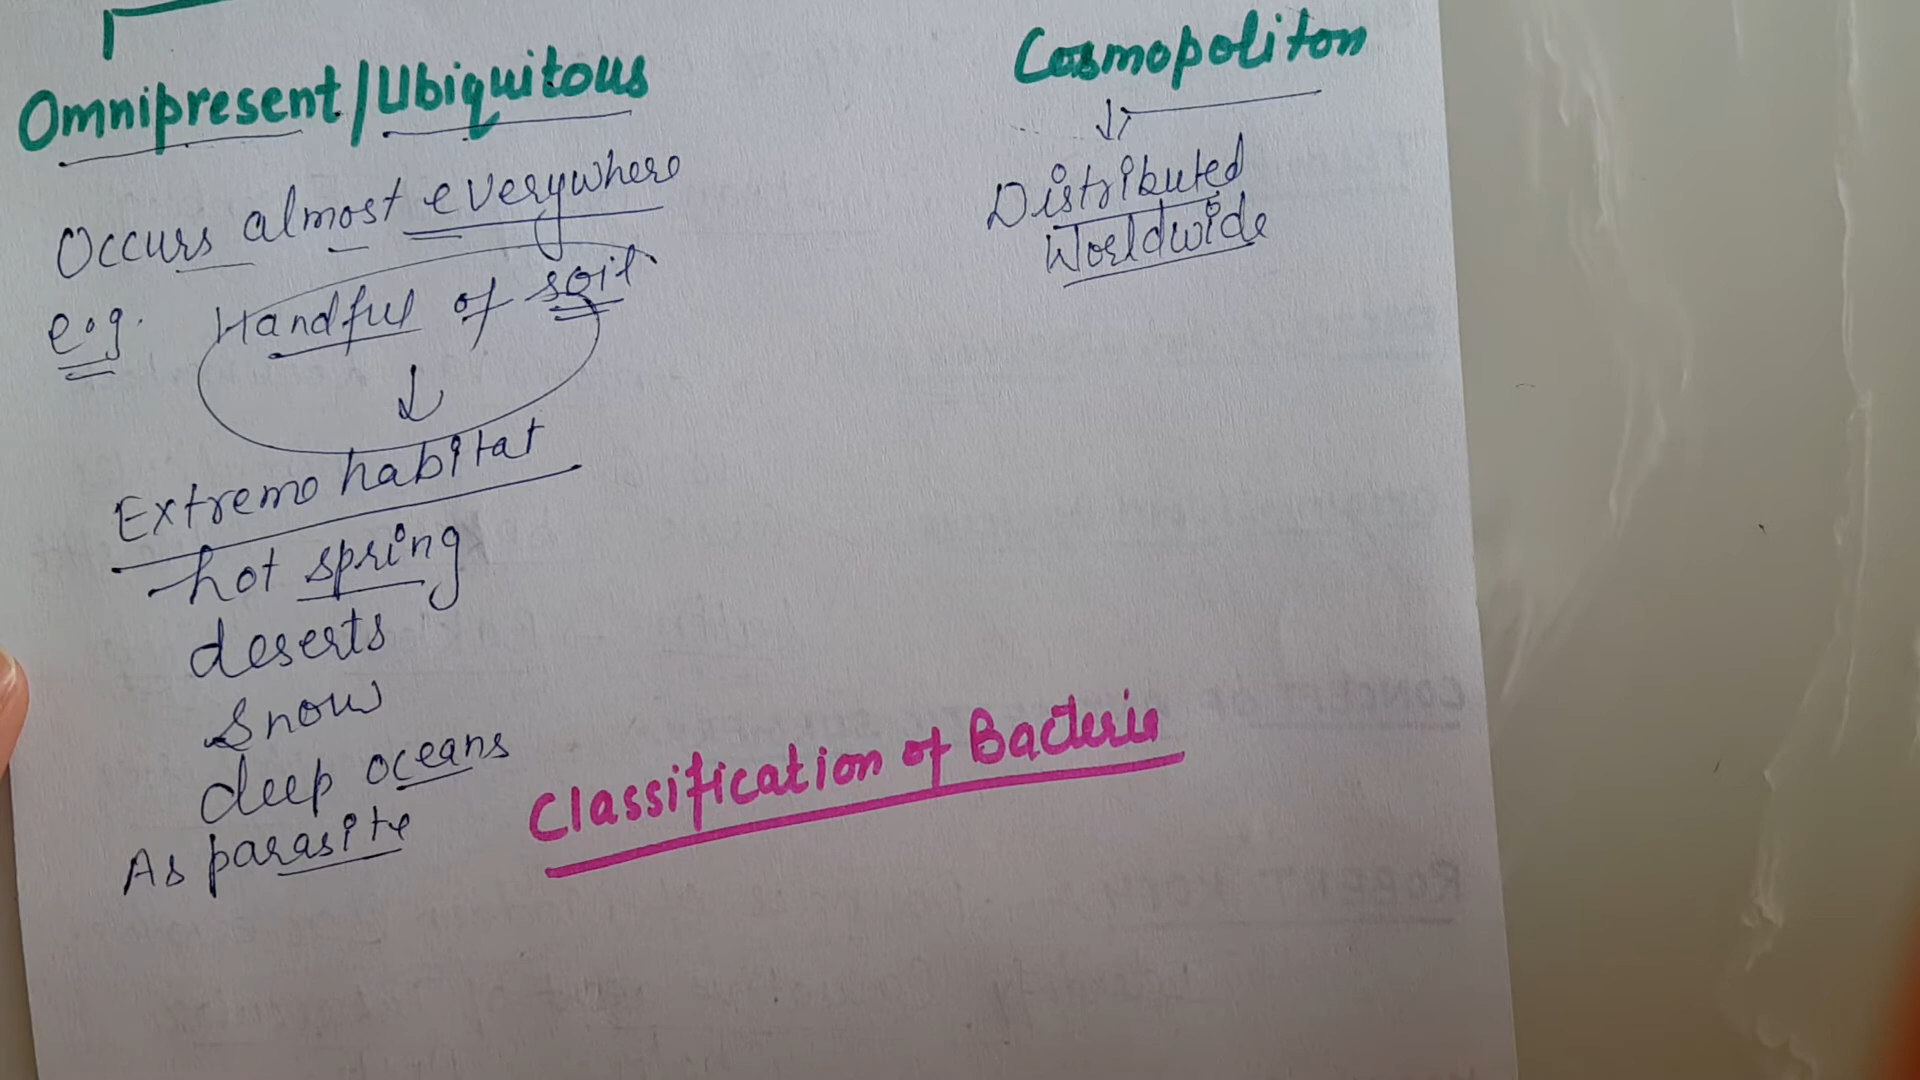 Omnipresent/Ubiquitous
Occurs almost everywhere
e.g. Handful of soil
↓
Extreme habitat
hot spring
deserts
Snow
deep oceans
As parasite
Cosmopoliton
↓
Distributed
Worldwide
Classification of Bacteria